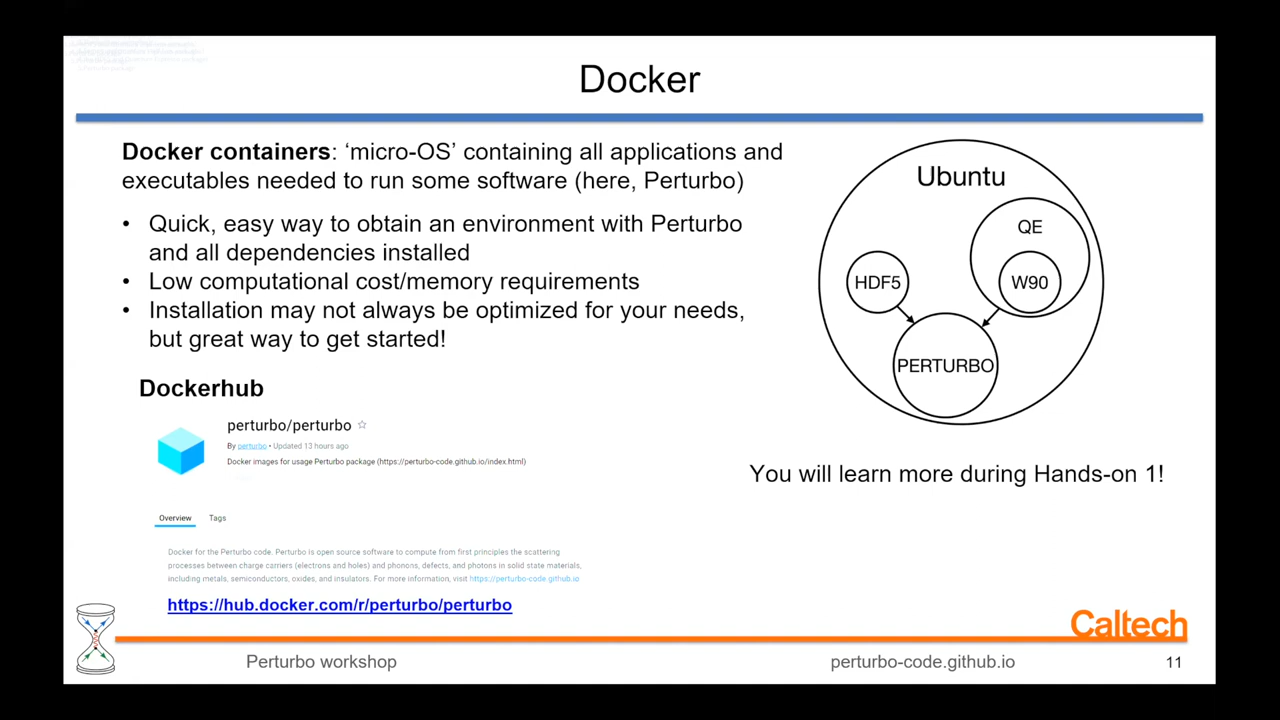 Docker
Docker containers: ‘micro-OS’ containing all applications and
executables needed to run some software (here, Perturbo)
• Quick, easy way to obtain an environment with Perturbo
and all dependencies installed
• Low computational cost/memory requirements
• Installation may not always be optimized for your needs,
but great way to get started!
Ubuntu
QE
HDF5
W90
PERTURBO
Dockerhub
perturbo/perturbo ☆
By perturbo • Updated 13 hours ago
Docker images for usage Perturbo package (https://perturbo-code.github.io/index.html)
You will learn more during Hands-on 1!
Overview Tags
Docker for the Perturbo code. Perturbo is open source software to compute from first principles the scattering
processes between charge carriers (electrons and holes) and phonons, defects, and photons in solid state materials,
including metals, semiconductors, oxides, and insulators. For more information, visit https://perturbo-code.github.io
https://hub.docker.com/r/perturbo/perturbo
Caltech
Perturbo workshop
perturbo-code.github.io
11